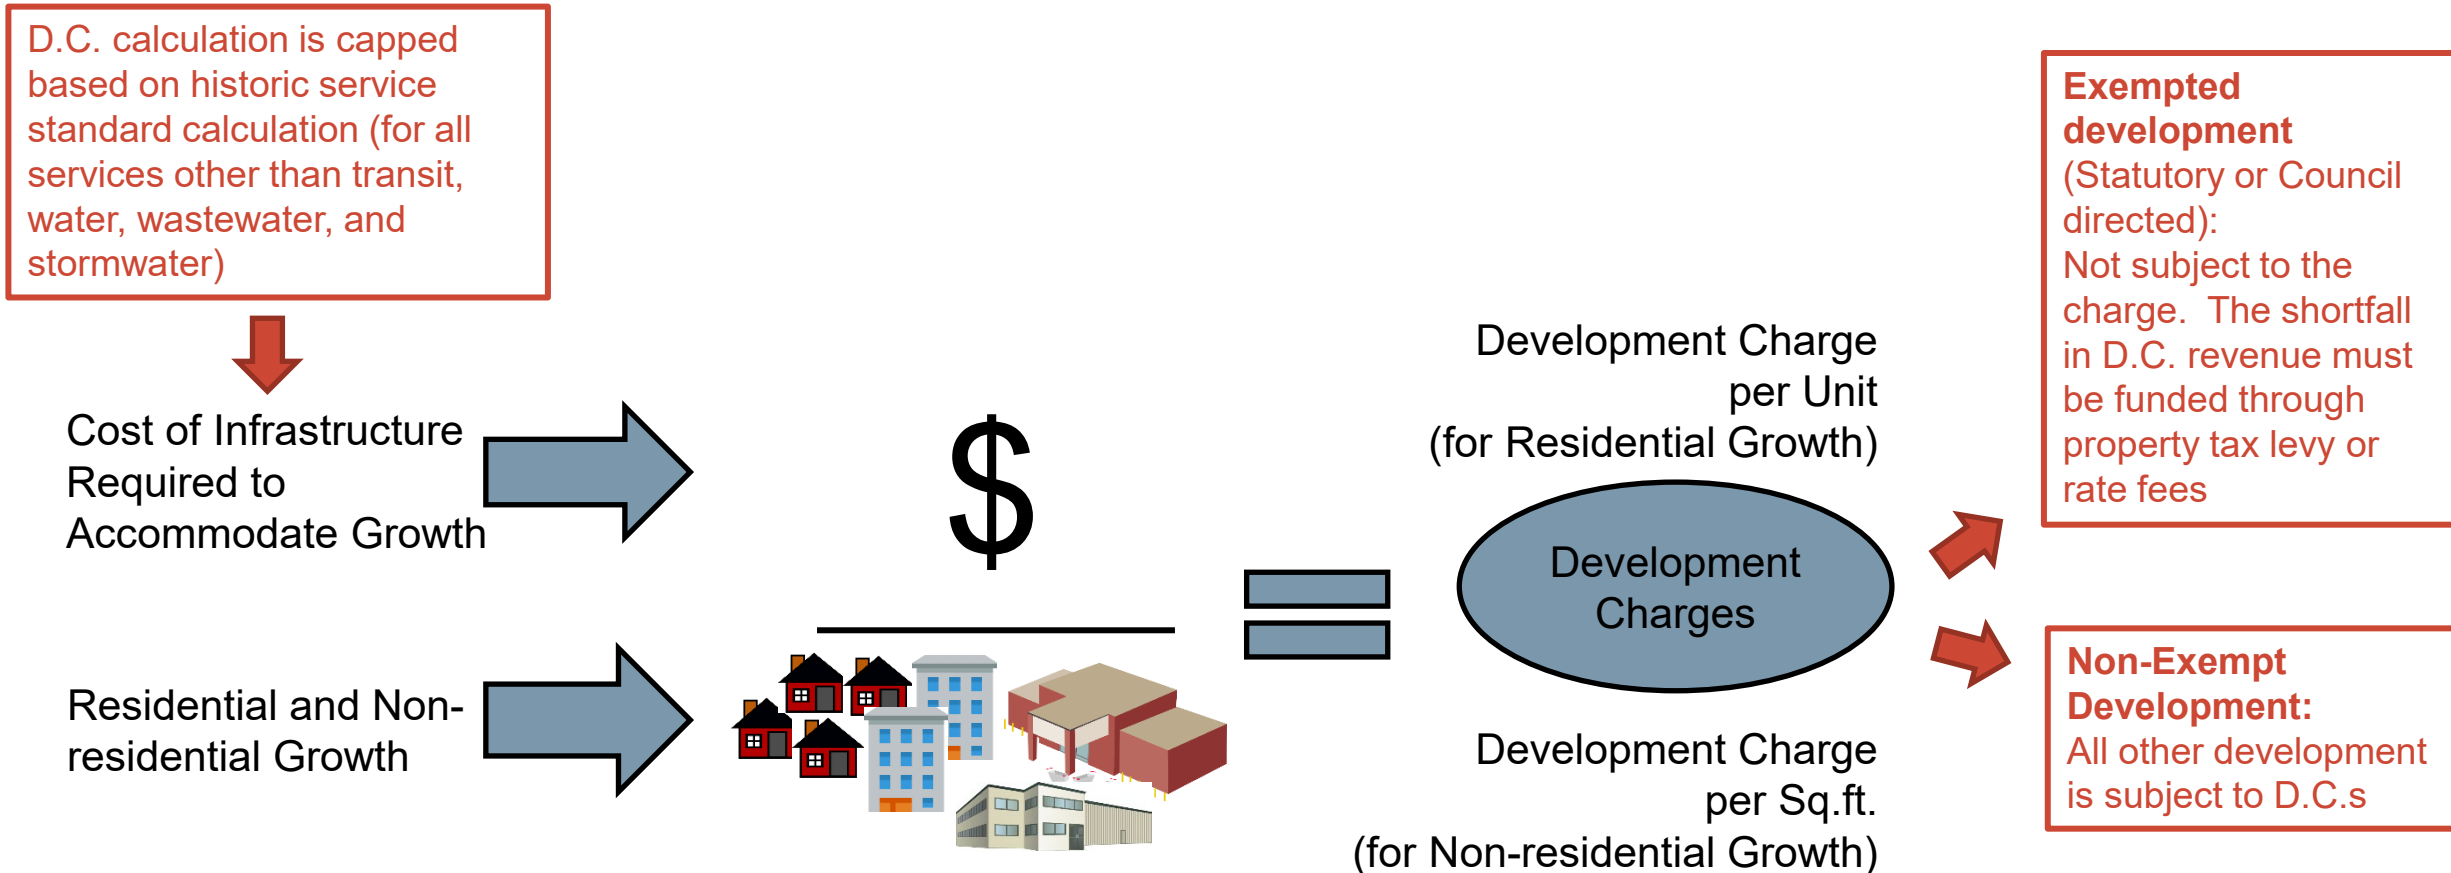 D.C. calculation is capped
based on historic service
standard calculation (for all
services other than transit,
water, wastewater, and
stormwater)
Cost of Infrastructure
Required to
Accommodate Growth
Residential and Non-
residential Growth
$
Development Charge
per Unit
(for Residential Growth)
Development
Charges
Development Charge
per Sq.ft.
(for Non-residential Growth)
Exempted
development
(Statutory or Council
directed):
Not subject to the
charge.  The shortfall
in D.C. revenue must
be funded through
property tax levy or
rate fees
Non-Exempt
Development:
All other development
is subject to D.C.s